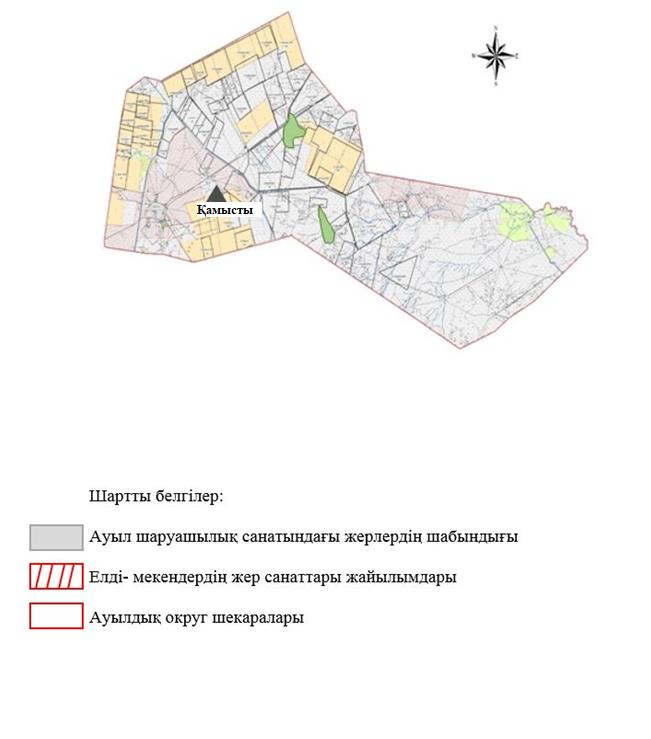 N
W E
S
Қамысты
Шартты белгілер:
Ауыл шаруашылық санатындағы жерлердің шабындығы
Елді- мекендердің жер санаттары жайылымдары
Ауылдық округ шекаралары